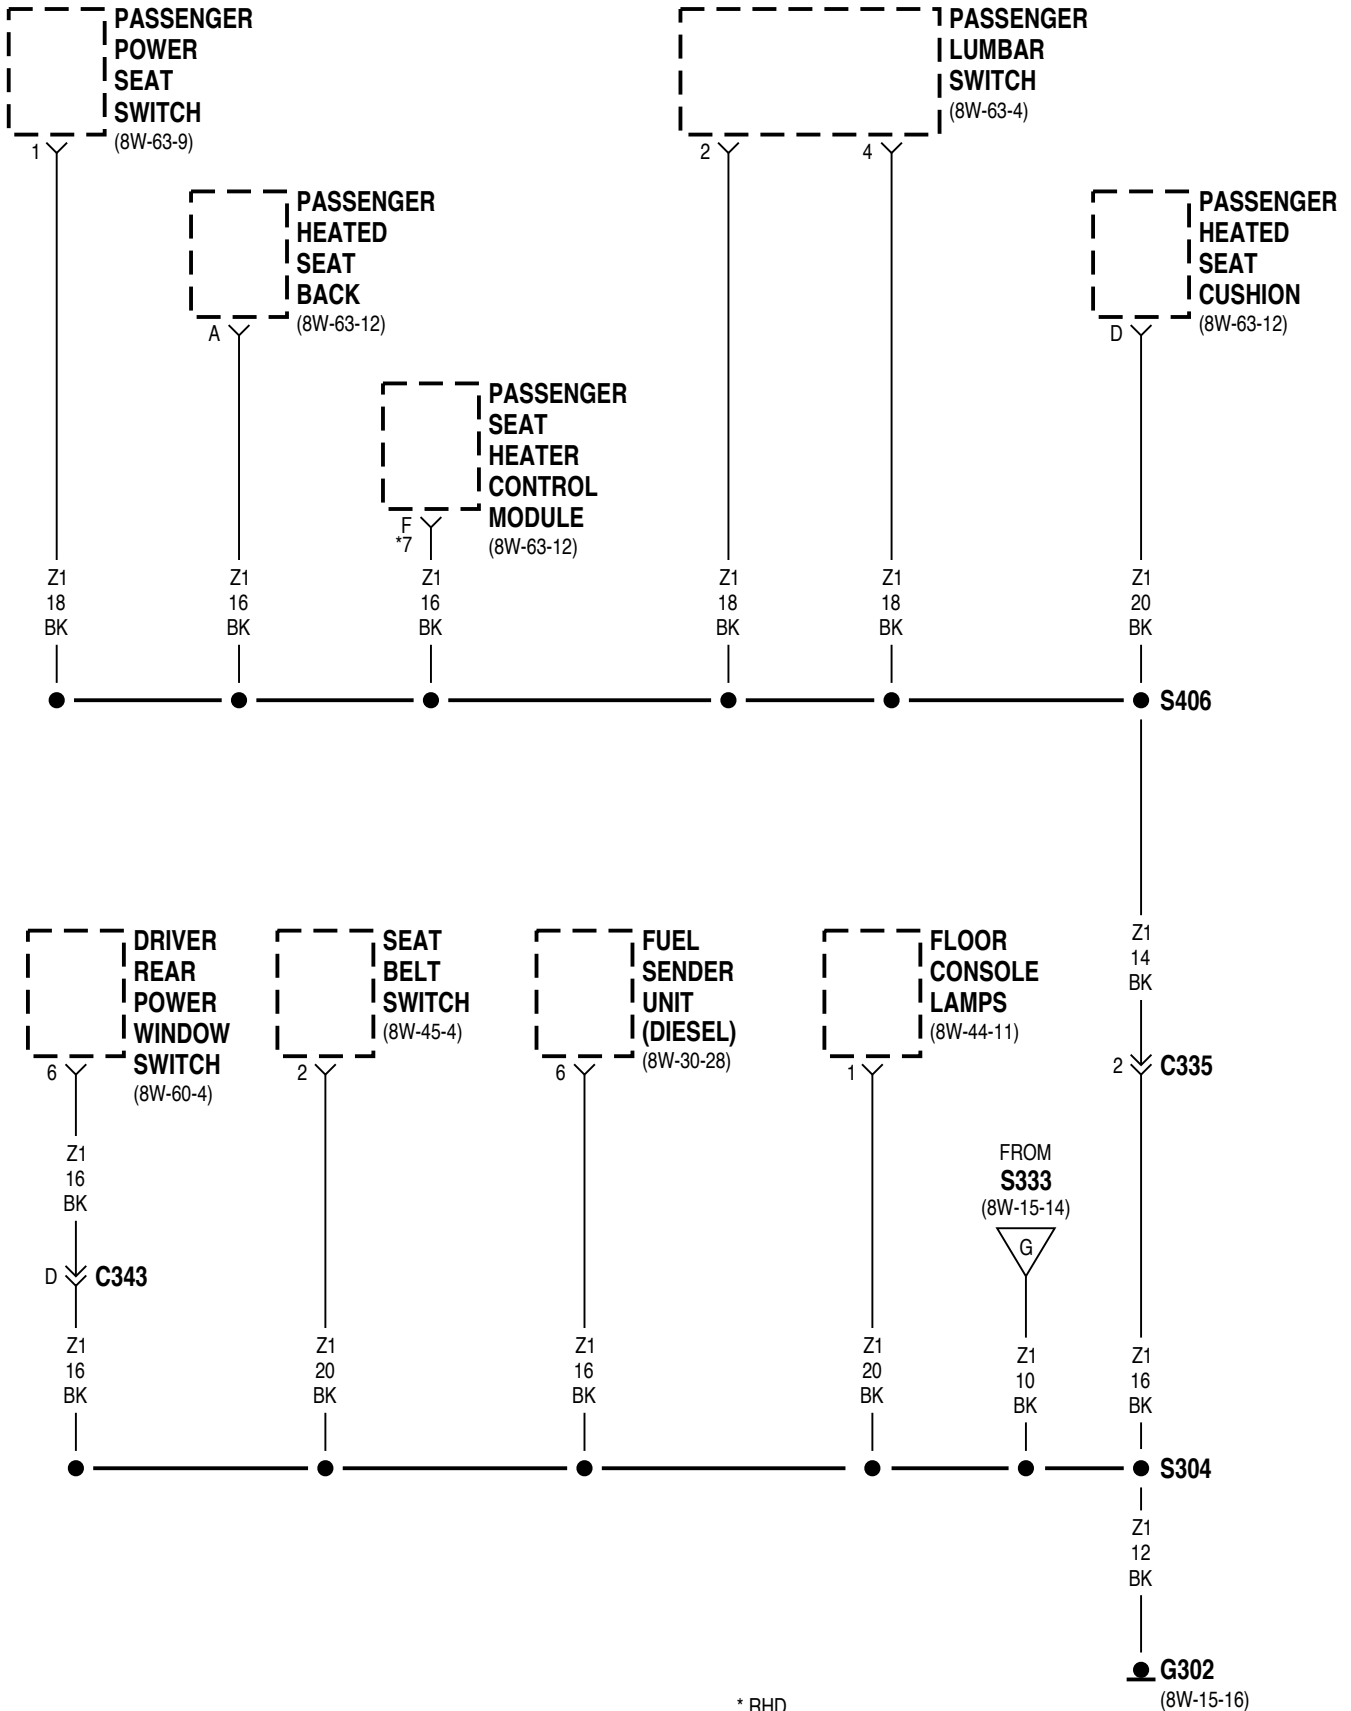 PASSENGER
POWER
SEAT
SWITCH
(8W-63-9)
1
PASSENGER
LUMBAR
SWITCH
(8W-63-4)
2
4
PASSENGER
HEATED
SEAT
BACK
(8W-63-12)
A
PASSENGER
HEATED
SEAT
CUSHION
(8W-63-12)
D
PASSENGER
SEAT
HEATER
CONTROL
MODULE
(8W-63-12)
F
*7
Z1
18
BK
Z1
16
BK
Z1
16
BK
Z1
18
BK
Z1
18
BK
Z1
20
BK
S406
Z1
14
BK
2
C335
DRIVER
REAR
POWER
WINDOW
SWITCH
(8W-60-4)
6
SEAT
BELT
SWITCH
(8W-45-4)
2
FUEL
SENDER
UNIT
(DIESEL)
(8W-30-28)
6
FLOOR
CONSOLE
LAMPS
(8W-44-11)
1
Z1
16
BK
D
C343
FROM
S333
(8W-15-14)
G
Z1
16
BK
Z1
20
BK
Z1
16
BK
Z1
20
BK
Z1
10
BK
Z1
16
BK
S304
Z1
12
BK
G302
(8W-15-16)
* RHD